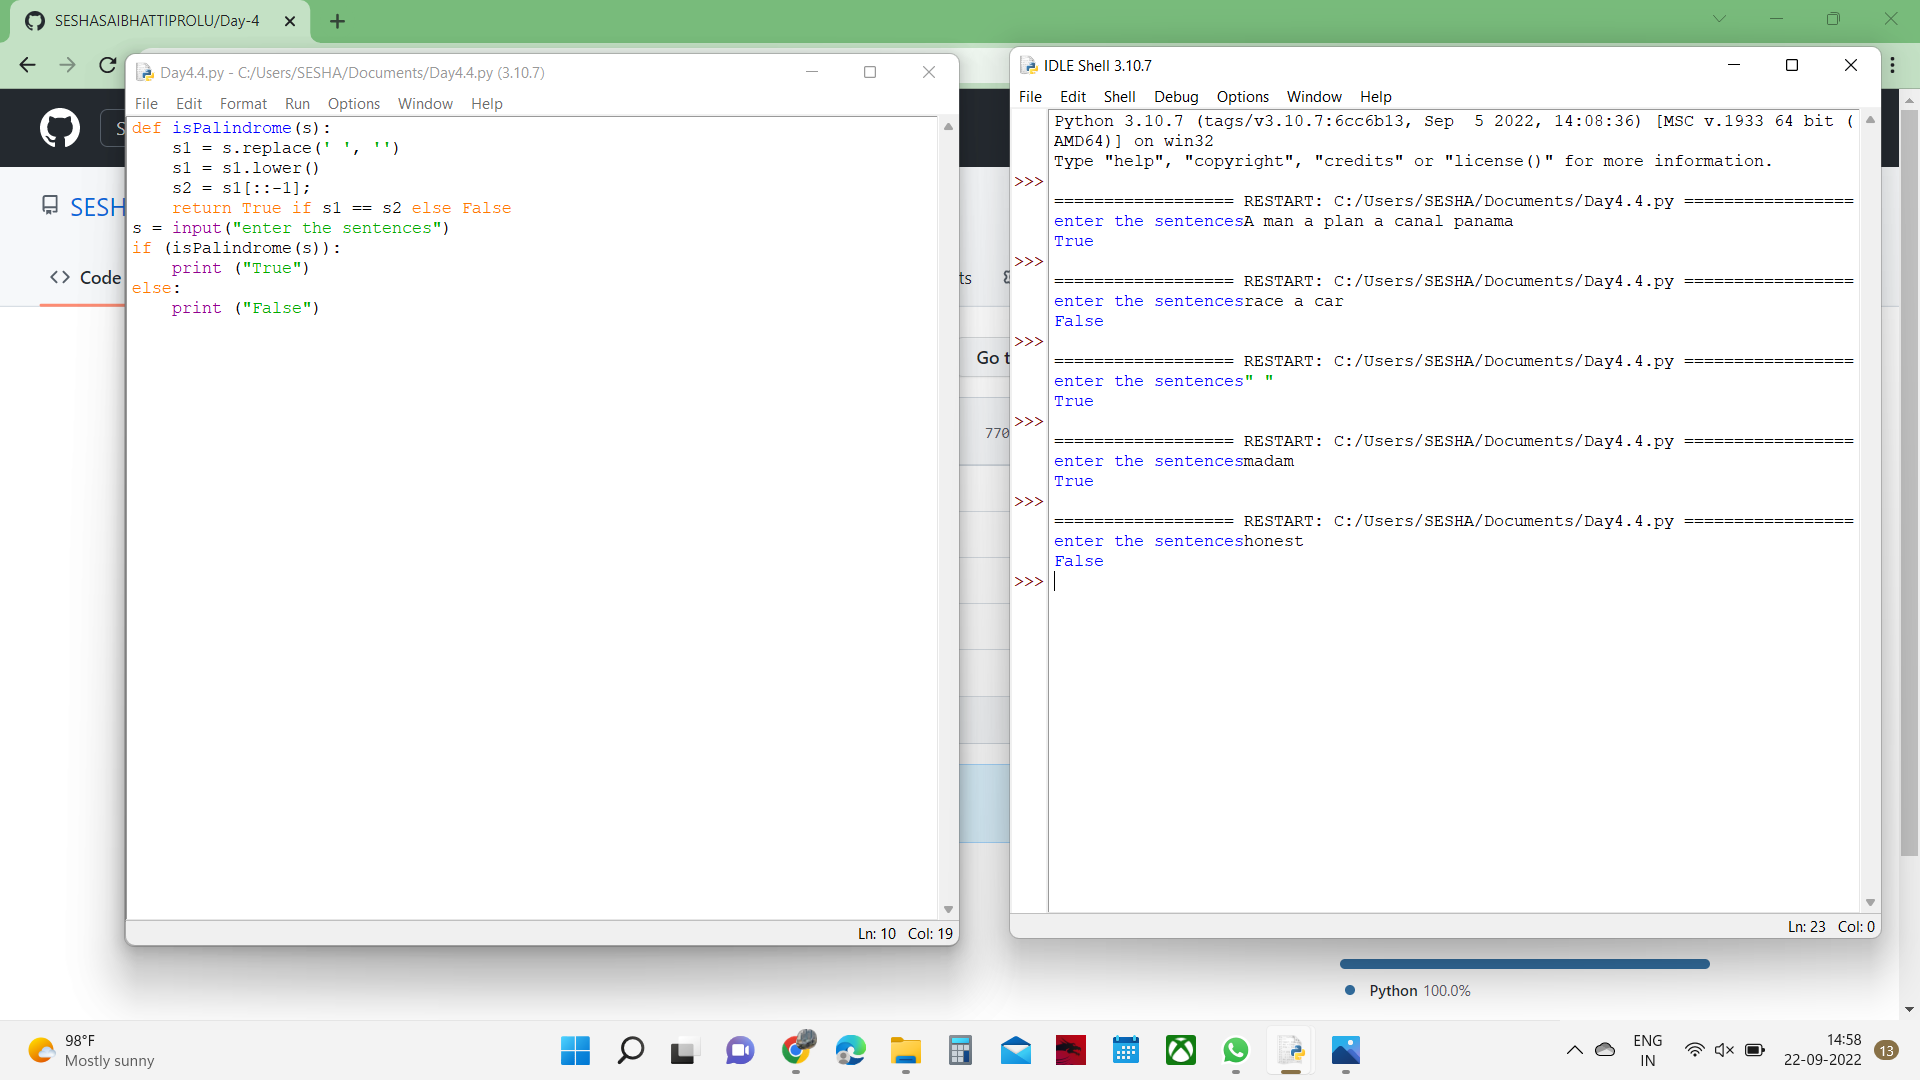 SESHASAIBHATTIPROLU/Day-4
Day4.4.py - C:/Users/SESHA/Documents/Day4.4.py (3.10.7)
File Edit Format Run Options Window Help
def isPalindrome(s):
    s1 = s.replace(' ', '')
    s1 = s1.lower()
    s2 = s1[::-1];
    return True if s1 == s2 else False
s = input("enter the sentences")
if (isPalindrome(s)):
    print ("True")
else:
    print ("False")
Ln: 10 Col: 19
S
SESH
Code
ts
Go t
770
IDLE Shell 3.10.7
File Edit Shell Debug Options Window Help
Python 3.10.7 (tags/v3.10.7:6cc6b13, Sep  5 2022, 14:08:36) [MSC v.1933 64 bit (
AMD64)] on win32
Type "help", "copyright", "credits" or "license()" for more information.
>>>
================== RESTART: C:/Users/SESHA/Documents/Day4.4.py =================
enter the sentencesA man a plan a canal panama
True
>>>
================== RESTART: C:/Users/SESHA/Documents/Day4.4.py =================
enter the sentencesrace a car
False
>>>
================== RESTART: C:/Users/SESHA/Documents/Day4.4.py =================
enter the sentences" "
True
>>>
================== RESTART: C:/Users/SESHA/Documents/Day4.4.py =================
enter the sentencesmadam
True
>>>
================== RESTART: C:/Users/SESHA/Documents/Day4.4.py =================
enter the sentenceshonest
False
>>>
Ln: 23 Col: 0
Python 100.0%
98°F
Mostly sunny
ENG
IN
14:58
22-09-2022
13